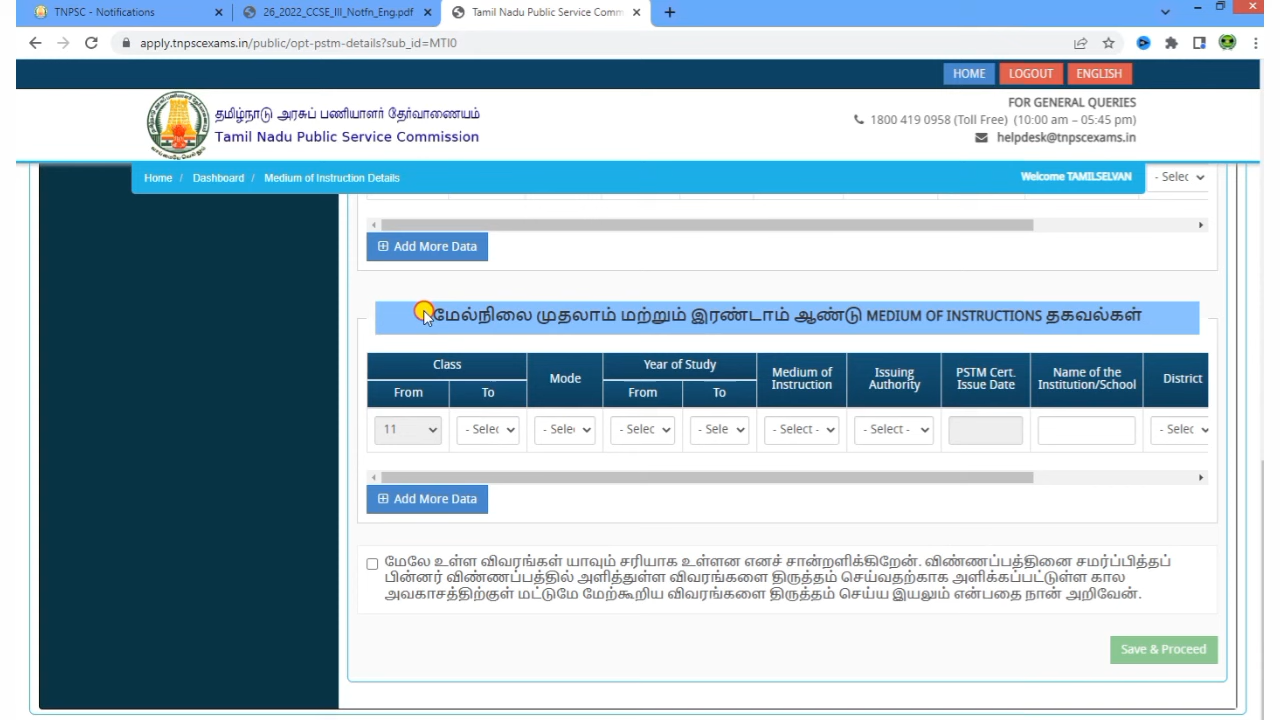 TNPSC - Notifications
26_2022_CCSE_III_Notfn_Eng.pdf
Tamil Nadu Public Service Comm
apply.tnpscexams.in/public/opt-pstm-details?sub_id=MTI0
HOME LOGOUT ENGLISH
தமிழ்நாடு அரசுப் பணியாளர் தேர்வாணையம்
Tamil Nadu Public Service Commission
FOR GENERAL QUERIES
1800 419 0958 (Toll Free) (10:00 am – 05:45 pm)
helpdesk@tnpscexams.in
Home / Dashboard / Medium of Instruction Details
Welcome TAMILSELVAN
- Selec
Add More Data
மேல்நிலை முதலாம் மற்றும் இரண்டாம் ஆண்டு MEDIUM OF INSTRUCTIONS தகவல்கள்
Class Mode Year of Study Medium of Instruction Issuing Authority PSTM Cert. Issue Date Name of the Institution/School District
From To From To
11 - Selec - Sele - Selec - Sele - Select - - Select - - Selec
Add More Data
மேலே உள்ள விவரங்கள் யாவும் சரியாக உள்ளன எனச் சான்றளிக்கிறேன். விண்ணப்பத்தினை சமர்ப்பித்தப்
பின்னர் விண்ணப்பத்தில் அளித்துள்ள விவரங்களை திருத்தம் செய்வதற்காக அளிக்கப்பட்டுள்ள கால
அவகாசத்திற்குள் மட்டுமே மேற்கூறிய விவரங்களை திருத்தம் செய்ய இயலும் என்பதை நான் அறிவேன்.
Save & Proceed